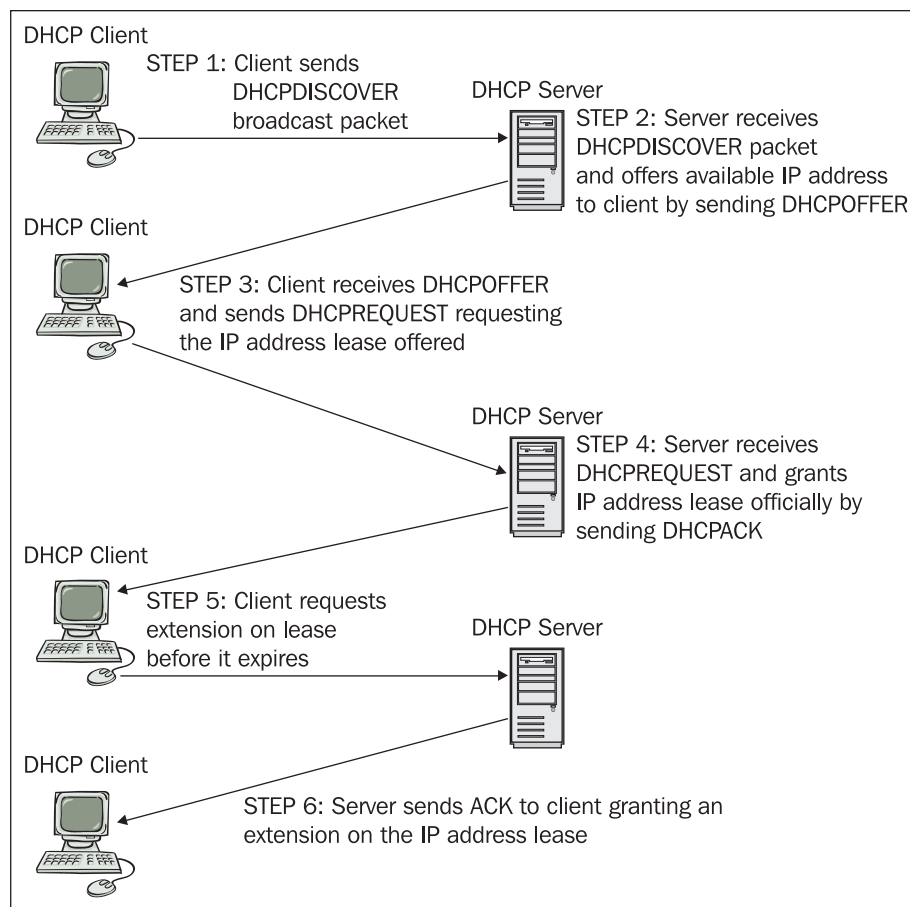 DHCP Client
STEP 1: Client sends
DHCPDISCOVER
broadcast packet
DHCP Server
STEP 2: Server receives
DHCPDISCOVER packet
and offers available IP address
to client by sending DHCPOFFER
DHCP Client
STEP 3: Client receives DHCPOFFER
and sends DHCPREQUEST requesting
the IP address lease offered
DHCP Server
STEP 4: Server receives
DHCPREQUEST and grants
IP address lease officially by
sending DHCPACK
DHCP Client
STEP 5: Client requests
extension on lease
before it expires
DHCP Server
DHCP Client
STEP 6: Server sends ACK to client granting an
extension on the IP address lease